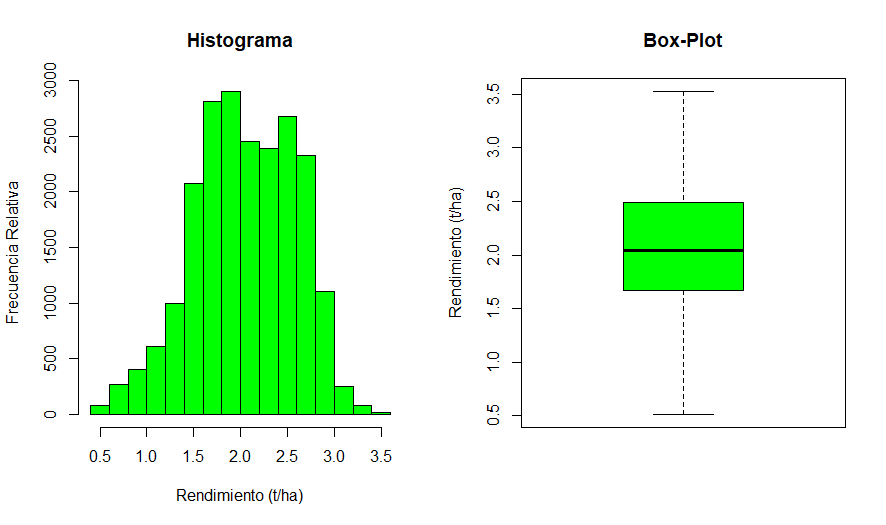 Histograma
Frecuencia Relativa
3000
2500
2000
1500
1000
500
0
0.5 1.0 1.5 2.0 2.5 3.0 3.5
Rendimiento (t/ha)
Box-Plot
Rendimiento (t/ha)
3.5
3.0
2.5
2.0
1.5
1.0
0.5